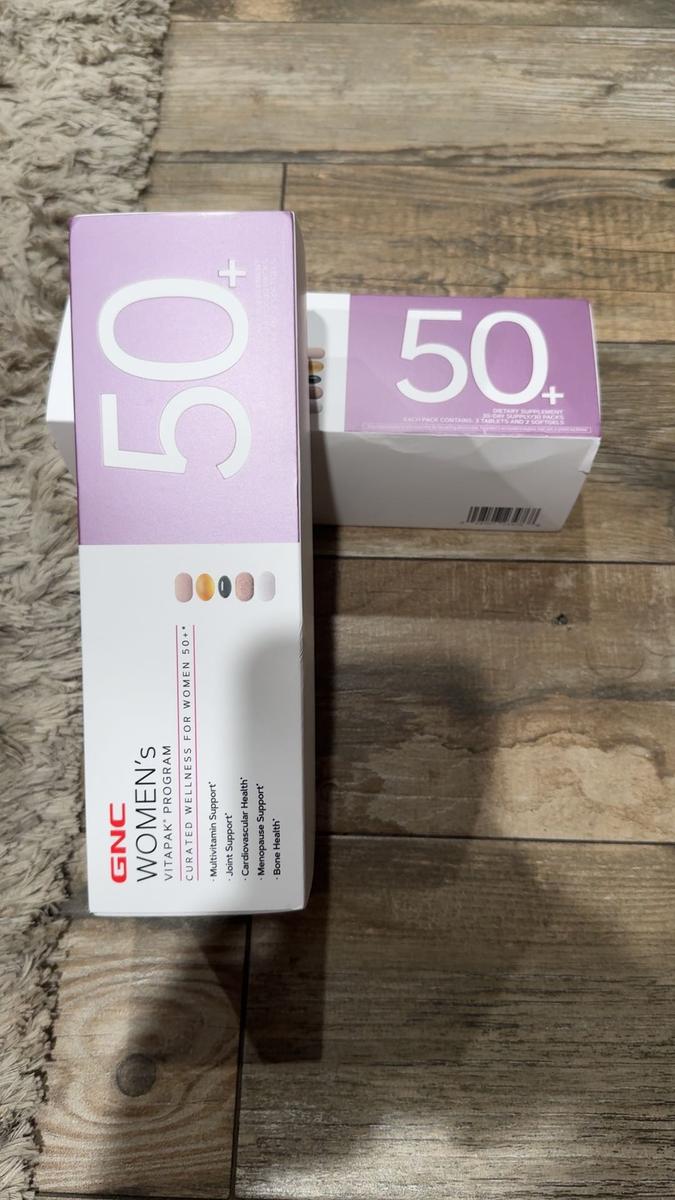 GNC
WOMEN'S
VITAPAK® PROGRAM
CURATED WELLNESS FOR WOMEN 50+*
· Multivitamin Support*
· Joint Support*
· Cardiovascular Health*
· Menopause Support*
· Bone Health*
50+
50+
DIETARY SUPPLEMENT
30-DAY SUPPLY/30 PACKS
EACH PACK CONTAINS: 3 TABLETS AND 2 SOFTGELS